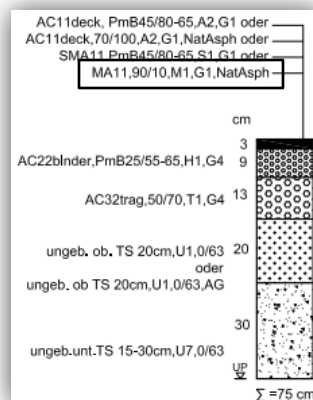 AC11deck, PmB45/80-65,A2,G1 oder
AC11deck,70/100,A2,G1,NatAsph oder
SMA11,PmB45/80-65,S1,G1 oder
MA11,90/10,M1,G1,NatAsph
cm
3
AC22bInder,PmB25/55-65,H1,G4 9
AC32trag,50/70,T1,G4 13
ungeb. ob. TS 20cm,U1,0/63 20
oder
ungeb. ob TS 20cm,U1,0/63,AG
30
ungeb.unt.TS 15-30cm,U7,0/63
UP
∑ =75 cm